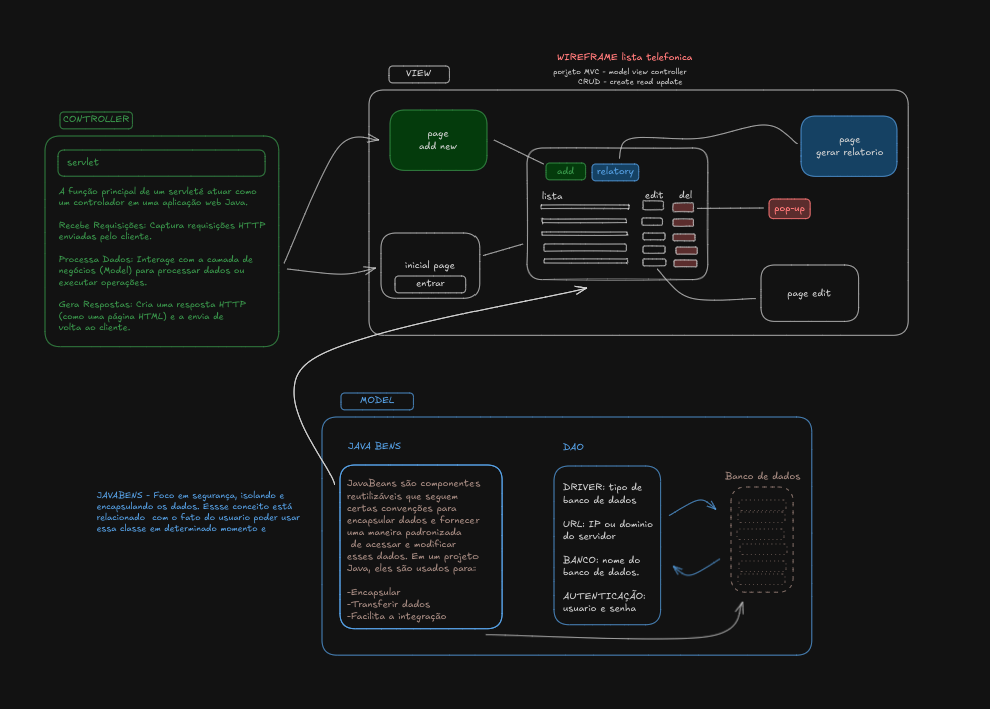 WIREFRAME lista telefonica
porjeto MVC - model view controller
CRUD - create read update
VIEW
CONTROLLER
servlet
A função principal de um servleté atuar como
um controlador em uma aplicação web Java.
Recebe Requisições: Captura requisições HTTP
enviadas pelo cliente.
Processa Dados: Interage com a camada de
negócios (Model) para processar dados ou
executar operações.
Gera Respostas: Cria uma resposta HTTP
(como uma página HTML) e a envia de
volta ao cliente.
page
add new
inicial page
entrar
add
relatory
lista
edit
del
page
gerar relatorio
pop-up
page edit
MODEL
JAVA BENS
JavaBeans são componentes
reutilizáveis que seguem
certas convenções para
encapsular dados e fornecer
uma maneira padronizada
de acessar e modificar
esses dados. Em um projeto
Java, eles são usados para:
-Encapsular
-Transferir dados
-Facilita a integração
JAVABENS - Foco em segurança, isolando e
encapsulando os dados. Essse conceito está
relacionado com o fato do usuario poder usar
essa classe em determinado momento e
DAO
DRIVER: tipo de
banco de dados
URL: IP ou dominio
do servidor
BANCO: nome do
banco de dados.
AUTENTICAÇÃO:
usuario e senha
Banco de dados